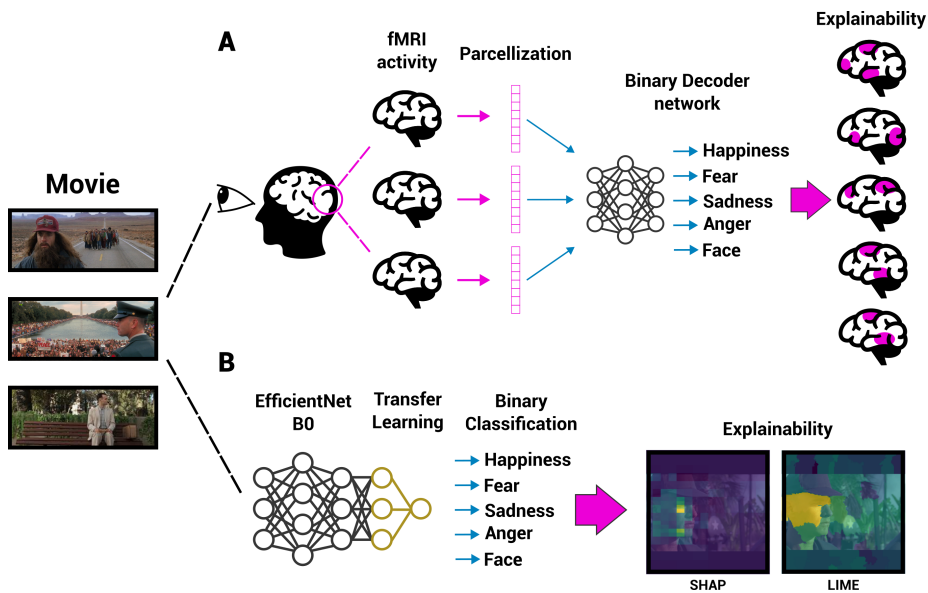 Movie
A
fMRI
activity
Parcellization
Binary Decoder
network
Happiness
Fear
Sadness
Anger
Face
Explainability
B
EfficientNet
B0
Transfer
Learning
Binary
Classification
Happiness
Fear
Sadness
Anger
Face
Explainability
SHAP
LIME